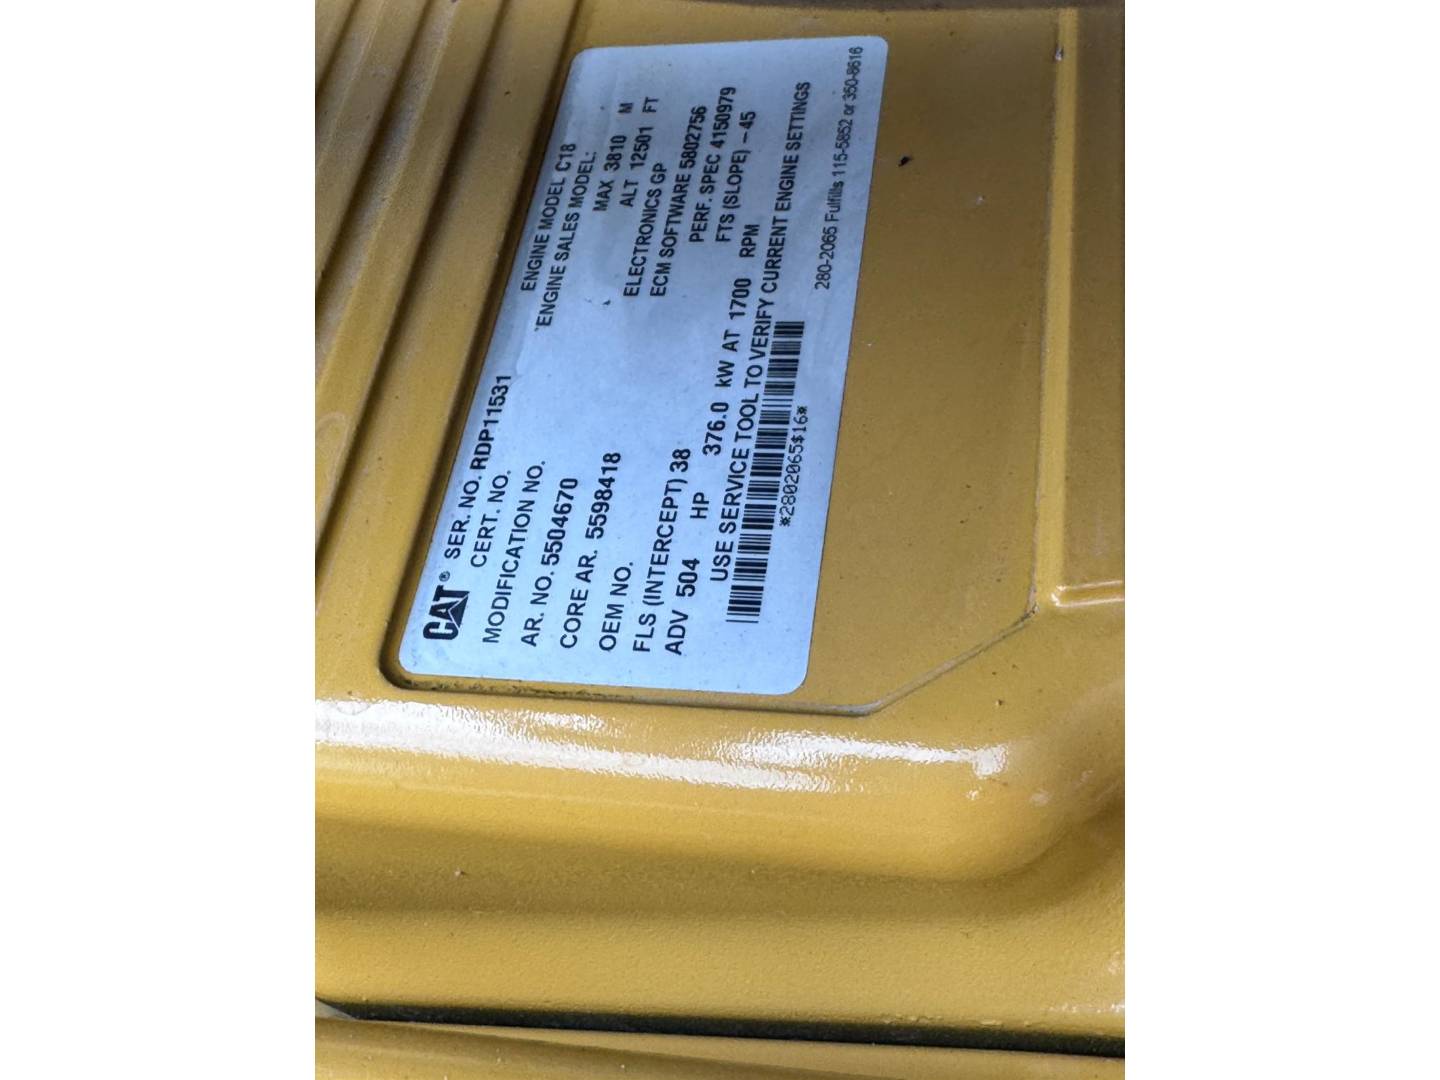 CAT® SER. NO. RDP11531 ENGINE MODEL C18
CERT. NO. ENGINE SALES MODEL:
MODIFICATION NO. MAX 3810 M
AR. NO. 5504670 ALT 12501 FT
CORE AR. 5598418 ELECTRONICS GP
OEM NO. ECM SOFTWARE 5802756
FLS (INTERCEPT) 38 PERF. SPEC 4150979
ADV 504 HP 376.0 kW AT 1700 RPM FTS (SLOPE) -45
USE SERVICE TOOL TO VERIFY CURRENT ENGINE SETTINGS
*2802065$16* 280-2065 Fulfills 115-5852 or 350-8616